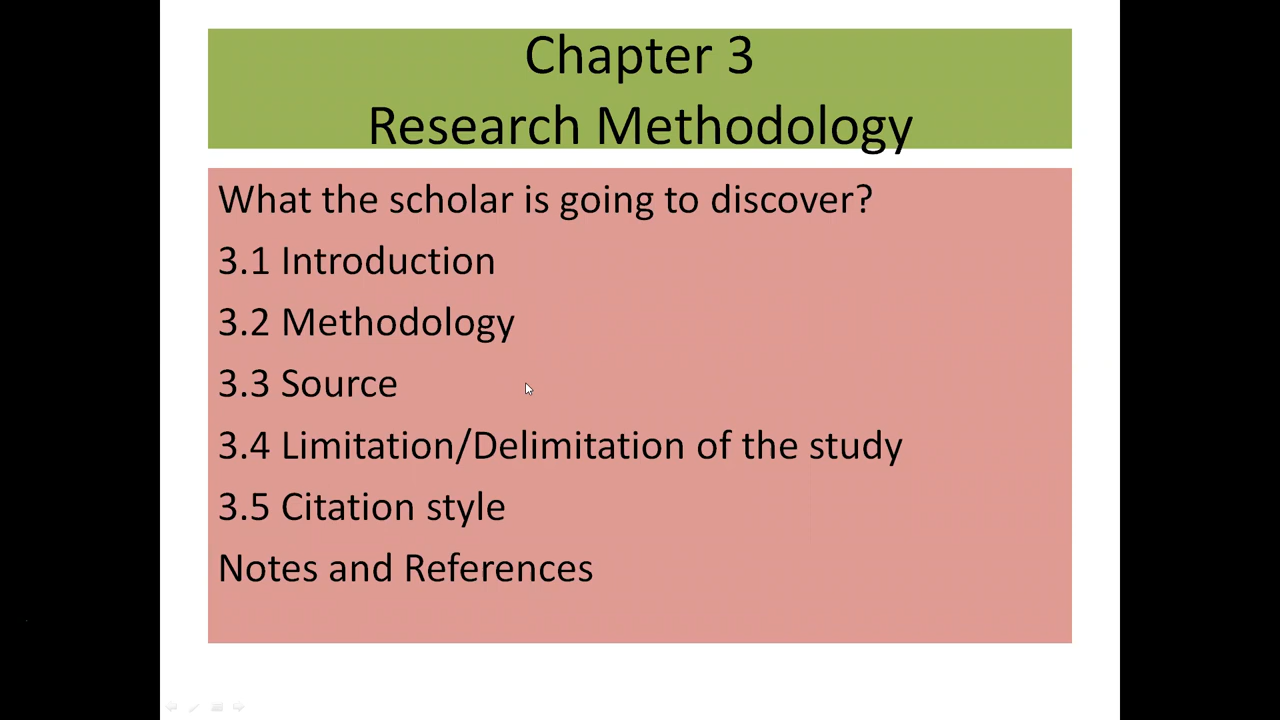 Chapter 3
Research Methodology
What the scholar is going to discover?
3.1 Introduction
3.2 Methodology
3.3 Source
3.4 Limitation/Delimitation of the study
3.5 Citation style
Notes and References